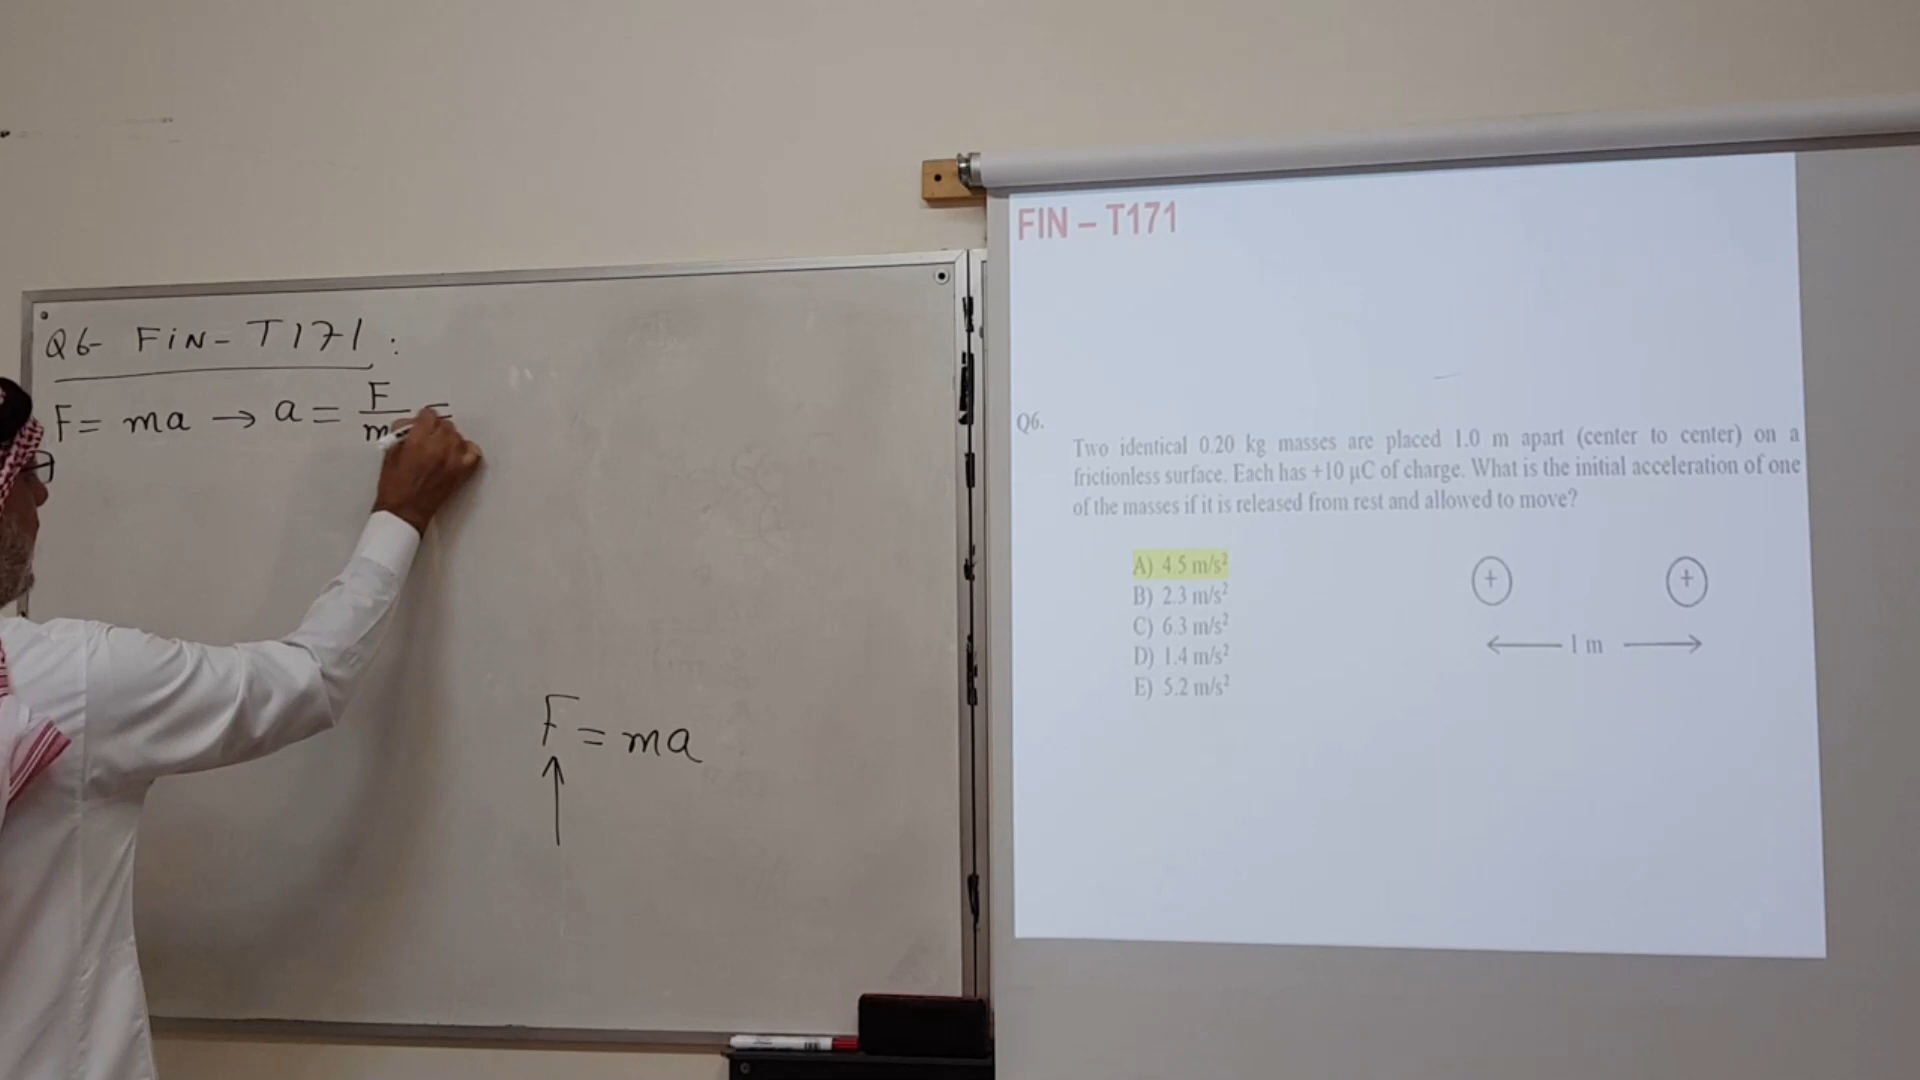 Q6- FIN - T171 :
F = ma → a = F/m =
F = ma
FIN – T171
Q6.
Two identical 0.20 kg masses are placed 1.0 m apart (center to center) on a
frictionless surface. Each has +10 µC of charge. What is the initial acceleration of one
of the masses if it is released from rest and allowed to move?
A) 4.5 m/s²
B) 2.3 m/s²
C) 6.3 m/s²
D) 1.4 m/s²
E) 5.2 m/s²
+ +
1 m